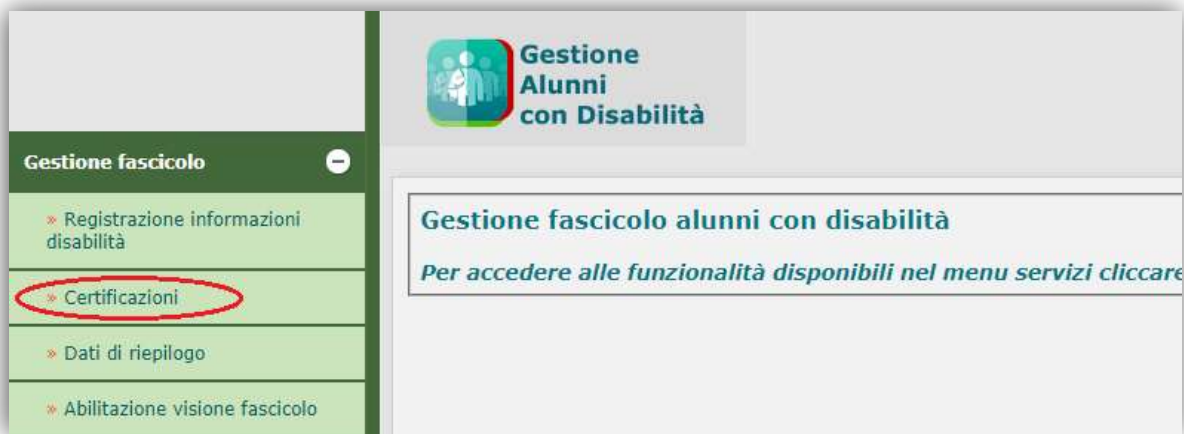 Gestione
Alunni
con Disabilità
Gestione fascicolo
» Registrazione informazioni
disabilità
» Certificazioni
» Dati di riepilogo
» Abilitazione visione fascicolo
Gestione fascicolo alunni con disabilità
Per accedere alle funzionalità disponibili nel menu servizi cliccare